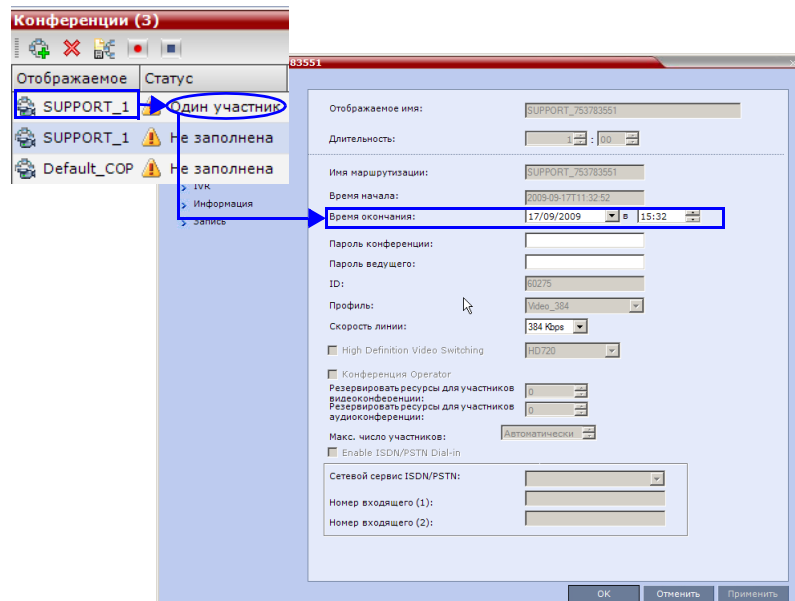 Конференции (3)
Отображаемое Статус
SUPPORT_1 Один участник
SUPPORT_1 Не заполнена
Default_COP Не заполнена
83551
IVR
Информация
Запись
Отображаемое имя: SUPPORT_753783551
Длительность: 1 : 00
Имя маршрутизации: SUPPORT_753783551
Время начала: 2009-09-17T11:32:52
Время окончания: 17/09/2009 в 15:32
Пароль конференции:
Пароль ведущего:
ID: 60275
Профиль: Video_384
Скорость линии: 384 Kbps
High Definition Video Switching HD720
Конференция Operator
Резервировать ресурсы для участников
видеоконференции: 0
Резервировать ресурсы для участников
аудиоконференции: 0
Макс. число участников: Автоматически
Enable ISDN/PSTN Dial-in
Сетевой сервис ISDN/PSTN:
Номер входящего (1):
Номер входящего (2):
OK Отменить Применить